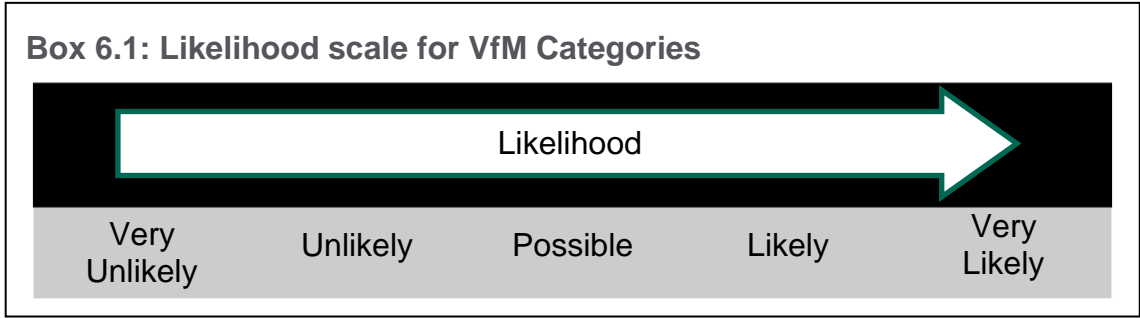 Box 6.1: Likelihood scale for VfM Categories
Likelihood
Very
Unlikely
Unlikely
Possible
Likely
Very
Likely